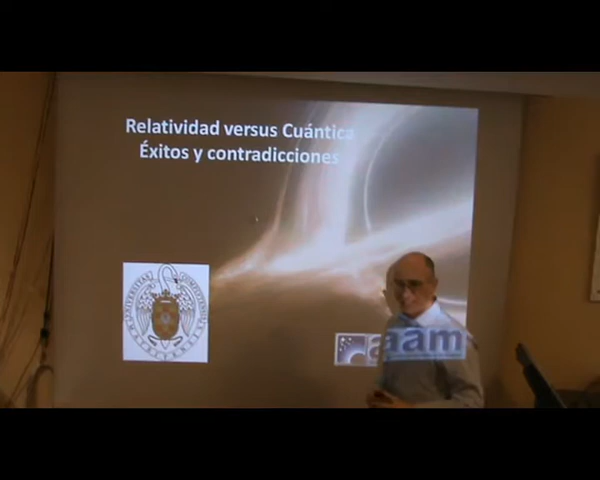 Relatividad versus Cuántica
Éxitos y contradicciones
aam